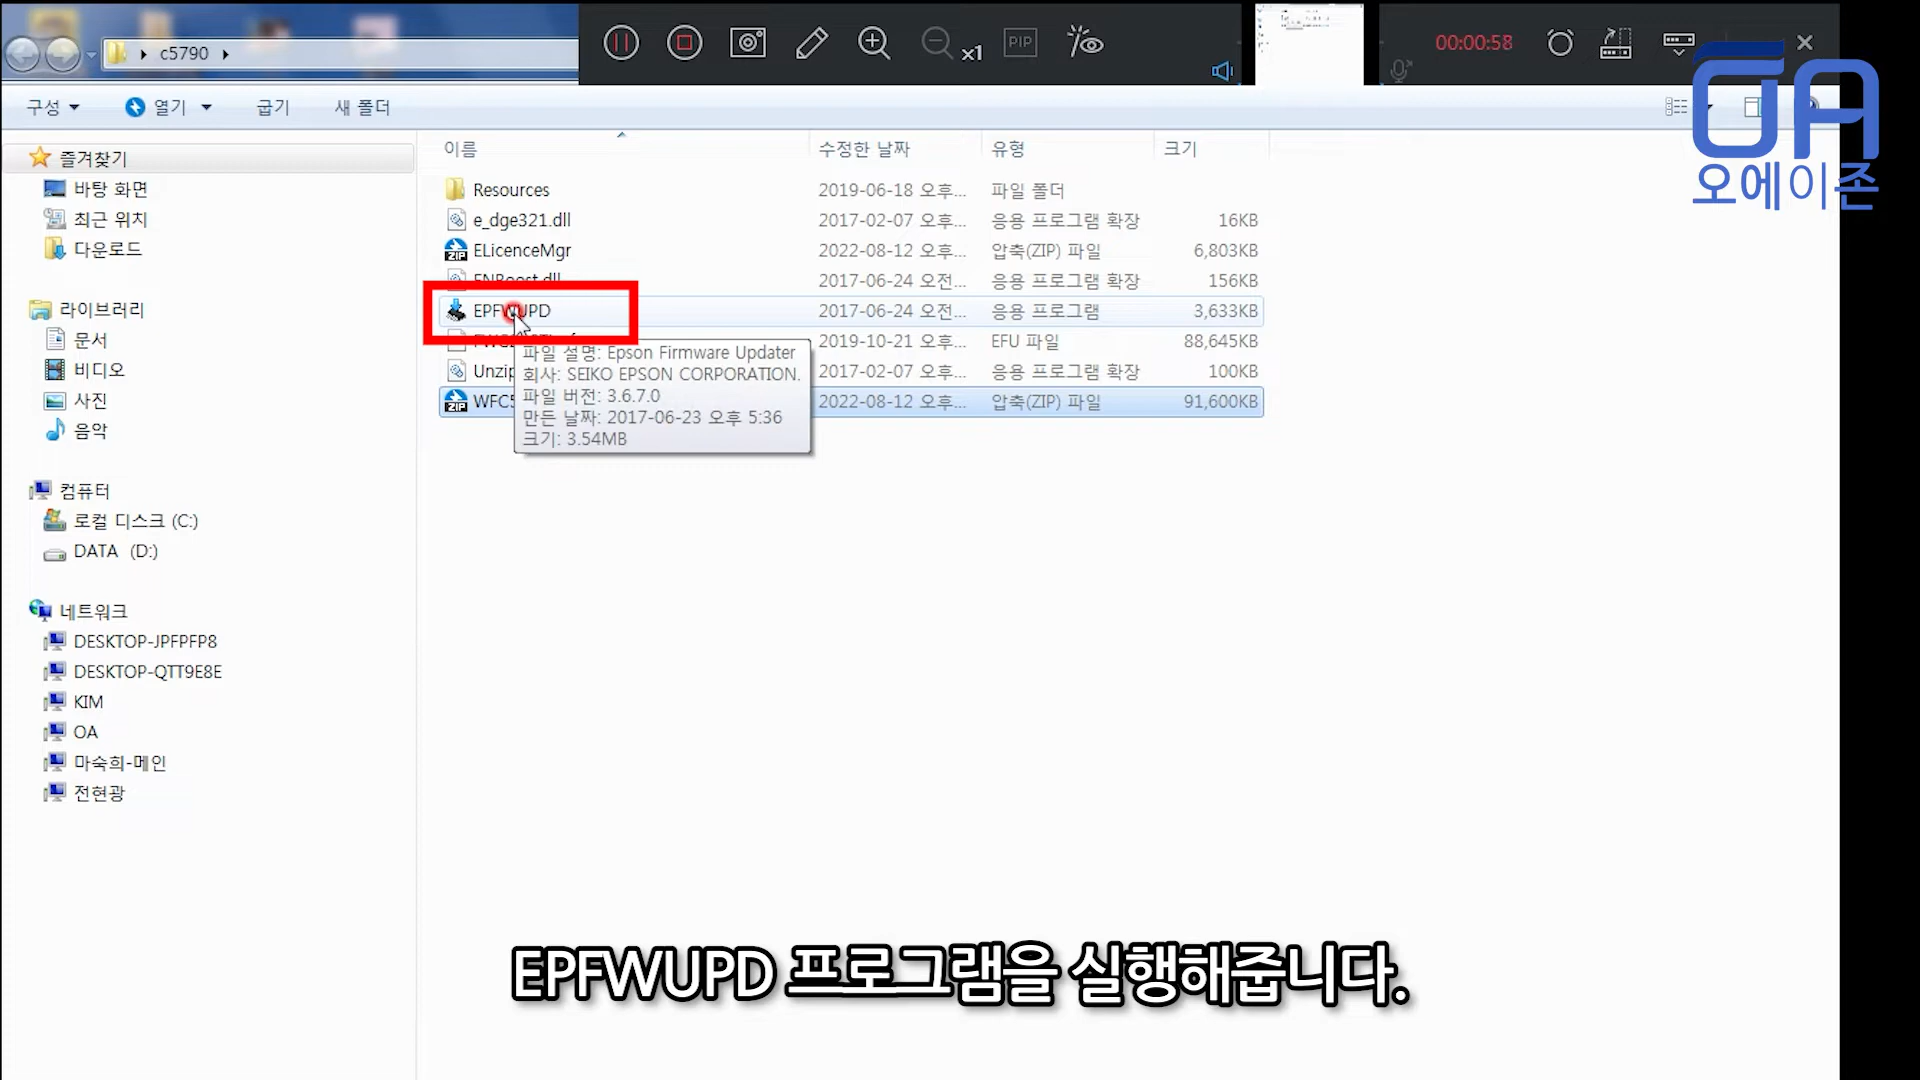 c5790
x1
PIP
00:00:58
구성
열기
굽기
새 폴더
OA
오에이존
이름
수정한 날짜
유형
크기
즐겨찾기
바탕 화면
최근 위치
다운로드
라이브러리
문서
비디오
사진
음악
컴퓨터
로컬 디스크 (C:)
DATA (D:)
네트워크
DESKTOP-JPFPFP8
DESKTOP-QTT9E8E
KIM
OA
마숙희-메인
전현광
Resources 2019-06-18 오후... 파일 폴더
e_dge321.dll 2017-02-07 오후... 응용 프로그램 확장 16KB
ELicenceMgr 2022-08-12 오후... 압축(ZIP) 파일 6,803KB
ENBoost.dll 2017-06-24 오전... 응용 프로그램 확장 156KB
EPFWUPD 2017-06-24 오전... 응용 프로그램 3,633KB
2019-10-21 오후... EFU 파일 88,645KB
Unzip 2017-02-07 오후... 응용 프로그램 확장 100KB
ZIP WFC5 2022-08-12 오후... 압축(ZIP) 파일 91,600KB
파일 설명: Epson Firmware Updater
회사: SEIKO EPSON CORPORATION.
파일 버전: 3.6.7.0
만든 날짜: 2017-06-23 오후 5:36
크기: 3.54MB
EPFWUPD 프로그램을 실행해줍니다.